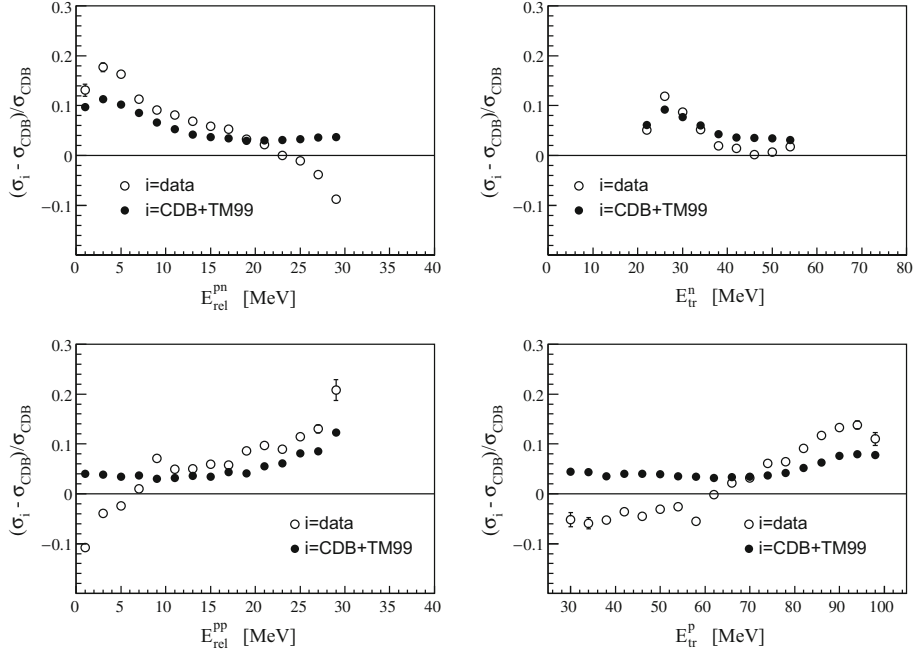 (σi - σCDB)/σCDB
0.3
0.2
0.1
0
−0.1
0 5 10 15 20 25 30 35 40
i=data
i=CDB+TM99
E^pn_rel [MeV]
(σi - σCDB)/σCDB
0.3
0.2
0.1
0
−0.1
0 10 20 30 40 50 60 70 80
i=data
i=CDB+TM99
E^n_tr [MeV]
(σi - σCDB)/σCDB
0.3
0.2
0.1
0
−0.1
0 5 10 15 20 25 30 35 40
i=data
i=CDB+TM99
E^pp_rel [MeV]
(σi - σCDB)/σCDB
0.3
0.2
0.1
0
−0.1
30 40 50 60 70 80 90 100
i=data
i=CDB+TM99
E^p_tr [MeV]